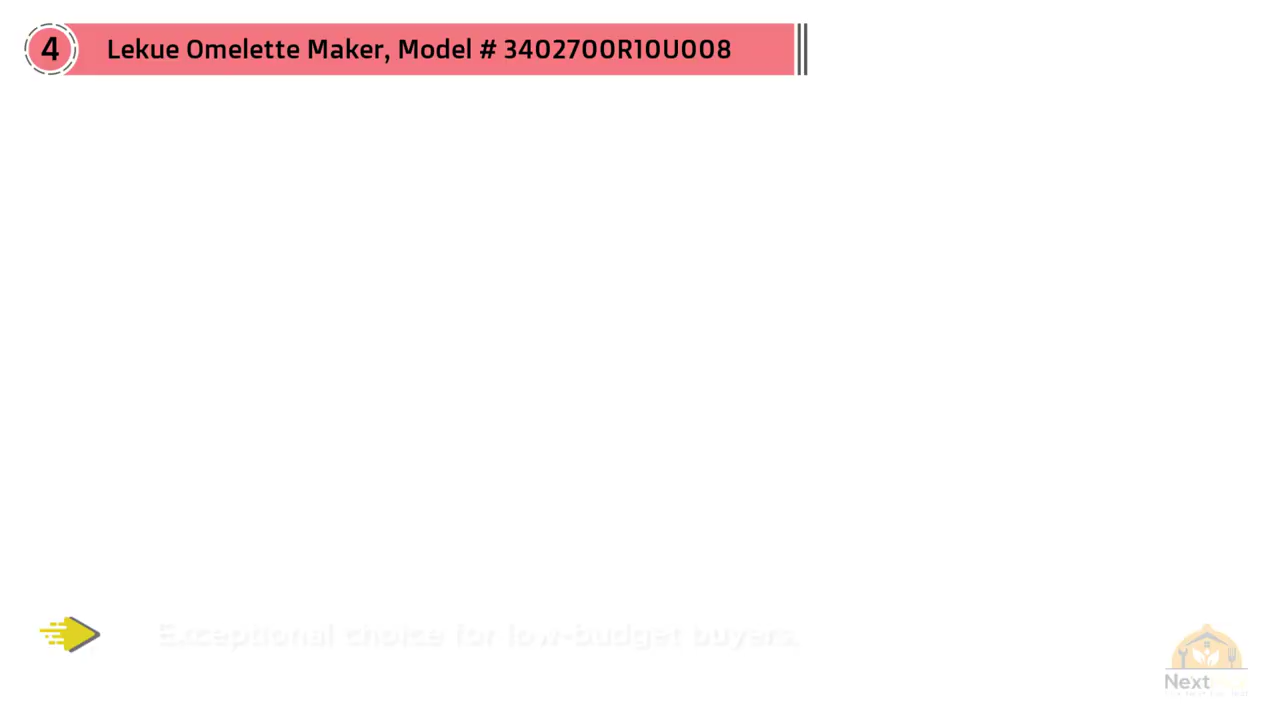 4
Lekue Omelette Maker, Model # 3402700R10U008
Exceptional choice for low-budget buyers.
Next